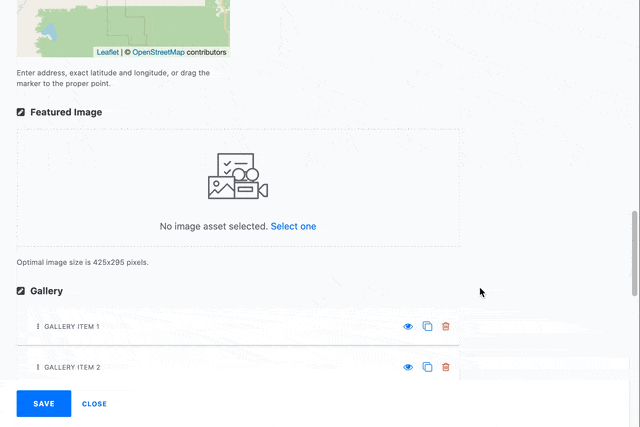 Leaflet | © OpenStreetMap contributors
Enter address, exact latitude and longitude, or drag the
marker to the proper point.
Featured Image
No image asset selected. Select one
Optimal image size is 425x295 pixels.
Gallery
GALLERY ITEM 1
GALLERY ITEM 2
SAVE CLOSE